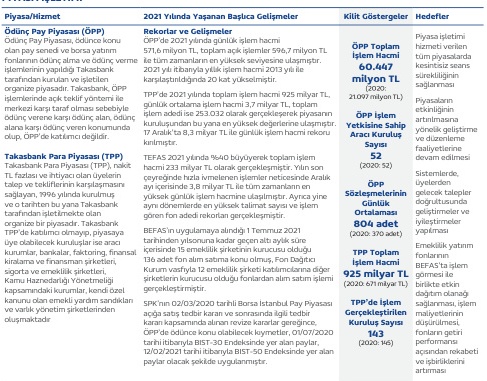 Piyasa/Hizmet
2021 Yılında Yaşanan Başlıca Gelişmeler
Kilit Göstergeler
Hedefler
Ödünç Pay Piyasası (ÖPP)
Ödünç Pay Piyasası, ödünce konu
olan pay senedi ve borsa yatırım
fonlarının ödünç alma ve ödünç verme
işlemlerinin yapıldığı Takasbank
tarafından kurulan ve işletilen
organize piyasadır. Takasbank, ÖPP
işlemlerinde açık teklif yöntemi ile
merkezi karşı taraf olması sebebiyle
ödünç verene karşı ödünç alan, ödünç
alana karşı ödünç veren konumunda
olup, ÖPP'de katılımcı değildir.
Takasbank Para Piyasası (TPP)
Takasbank Para Piyasası (TPP), nakit
TL fazlası ve ihtiyacı olan üyelerin
talep ve tekliflerinin karşılaşmasını
sağlayan, 1996 yılında kurulmuş
ve o tarihten bu yana Takasbank
tarafından işletilmekte olan
organize bir piyasadır. Takasbank
TPP'de katılımcı olmayıp, piyasaya
üye olabilecek kuruluşlar ise aracı
kurumlar, bankalar, faktoring, finansal
kiralama ve finansman şirketleri,
sigorta ve emeklilik şirketleri,
Kamu Haznedarlığı Yönetmeliği
kapsamındaki kurumlar, kendi özel
kanunu olan emekli yardım sandıkları
ve varlık yönetim şirketlerinden
oluşmaktadır
Rekorlar ve Gelişmeler
ÖPP'de 2021 yılında günlük işlem hacmi
571,6 milyon TL, toplam açık işlemler 596,7 milyon TL
ile tüm zamanların en yüksek seviyesine ulaşmıştır.
2021 yılı itibarıyla yıllık işlem hacmi 2013 yılı ile
karşılaştırıldığında 20 kat yükselmiştir.
TPP'de 2021 yılında toplam işlem hacmi 925 milyar TL,
günlük ortalama işlem hacmi 3,7 milyar TL, toplam
işlem adedi ise 253.032 olarak gerçekleşerek piyasanın
kuruluşundan bu yana en yüksek değerlerine ulaşmıştır.
17 Aralık'ta 8,3 milyar TL ile günlük işlem hacmi rekoru
kırılmıştır.
TEFAS 2021 yılında %40 büyüyerek toplam işlem
hacmi 233 milyar TL olarak gerçekleşmiştir. Yılın son
çeyreğinde hızla ivmelenen işlemler neticesinde Aralık
ayı içerisinde 3,8 milyar TL ile tüm zamanların en
yüksek günlük işlem hacmine ulaşılmıştır. Ayrıca yine
aynı dönemlerde en yüksek talimat sayısı ve işlem
gören fon adedi rekorları gerçekleşmiştir.
BEFAS'ın uygulamaya alındığı 1 Temmuz 2021
tarihinden yılsonuna kadar geçen altı aylık süre
içerisinde 15 emeklilik şirketinin kurucusu olduğu
136 adet fon alım satıma konu olmuş, Fon Dağıtıcı
Kurum vasfıyla 12 emeklilik şirketi katılımcılarına diğer
şirketlerin kurucusu olduğu fonlardan alım satım işlemi
gerçekleştirmiştir.
SPK'nın 02/03/2020 tarihli Borsa İstanbul Pay Piyasası
açığa satış tedbir kararı ve sonrasında ilgili tedbir
kararı kapsamında alınan revize kararlar gereğince,
ÖPP'de ödünce konu olabilecek kıymetler, 01/07/2020
tarihi itibarıyla BIST-30 Endeksinde yer alan paylar,
12/02/2021 tarihi itibarıyla BIST-50 Endeksinde yer alan
paylar olacak şekilde uygulanmıştır.
ÖPP Toplam
İşlem Hacmi
60.447
milyon TL
(2020:
21.097 milyon TL)
ÖPP İşlem
Yetkisine Sahip
Aracı Kuruluş
Sayısı
52
(2020: 52)
ÖPP
Sözleşmelerinin
Günlük
Ortalaması
804 adet
(2020: 370 adet)
TPP Toplam
İşlem Hacmi
925 milyar TL
(2020: 671 milyar TL)
TPP'de İşlem
Gerçekleştirilen
Kuruluş Sayısı
143
(2020: 145)
Piyasa işletimi
hizmeti verilen
tüm piyasalarda
kesintisiz seans
sürekliliğinin
sağlanması
Piyasaların
etkinliğinin
artırılmasına
yönelik geliştirme
ve düzenleme
faaliyetlerine
devam edilmesi
Sistemlerde,
üyelerden
gelecek talepler
doğrultusunda
geliştirmeler ve
iyileştirmeler
yapılması
Emeklilik yatırım
fonlarının
BEFAS'ta işlem
görmesi ile
birlikte etkin
dağıtım olanağı
sağlanması, işlem
maliyetlerinin
düşürülmesi,
fonların getiri
performansı
açısından rekabeti
ve işbirliklerini
artırması